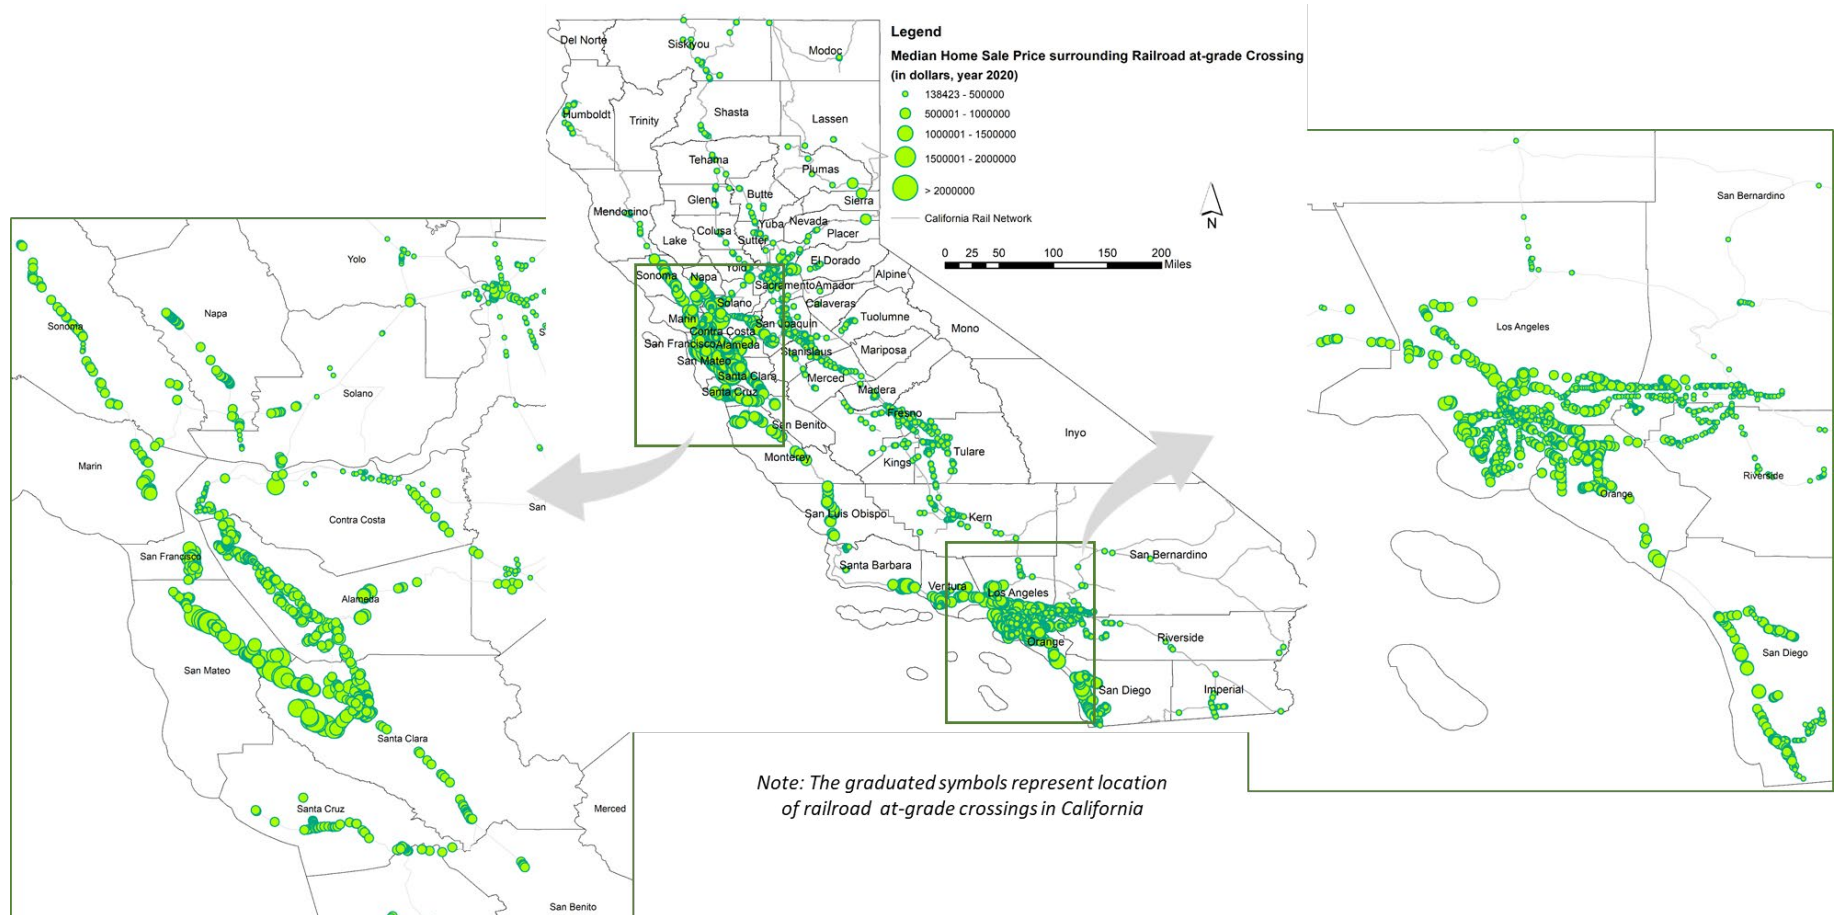 Legend
Median Home Sale Price surrounding Railroad at-grade Crossing
(in dollars, year 2020)
138423 - 500000
500001 - 1000000
1000001 - 1500000
1500001 - 2000000
> 2000000
California Rail Network
N
0 25 50 100 150 200
Miles
Del Norte
Siskiyou
Modoc
Humboldt
Trinity
Shasta
Lassen
Tehama
Plumas
Glenn
Butte
Sierra
Mendocino
Colusa
Yuba
Nevada
Lake
Sutter
Placer
Sonoma
Napa
Yolo
El Dorado
Alpine
Sacramento
Amador
Solano
Calaveras
Marin
San Joaquin
Tuolumne
Contra Costa
Mono
San Francisco
Alameda
Stanislaus
Mariposa
San Mateo
Santa Clara
Merced
Santa Cruz
Madera
Fresno
San Benito
Inyo
Monterey
Kings
Tulare
San Luis Obispo
Kern
San Bernardino
Santa Barbara
Ventura
Los Angeles
Orange
Riverside
San Diego
Imperial
Yolo
Napa
Sonoma
S
Solano
Marin
San
Contra Costa
San Francisco
Alameda
San Mateo
Santa Clara
Santa Cruz
Merced
San Benito
San Bernardino
Los Angeles
Riverside
Orange
San Diego
Note: The graduated symbols represent location
of railroad at-grade crossings in California